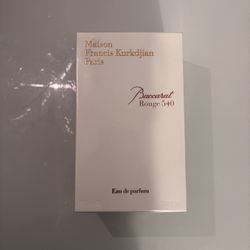 Maison
Francis Kurkdjian
Paris
Baccarat
Rouge 540
Eau de parfum